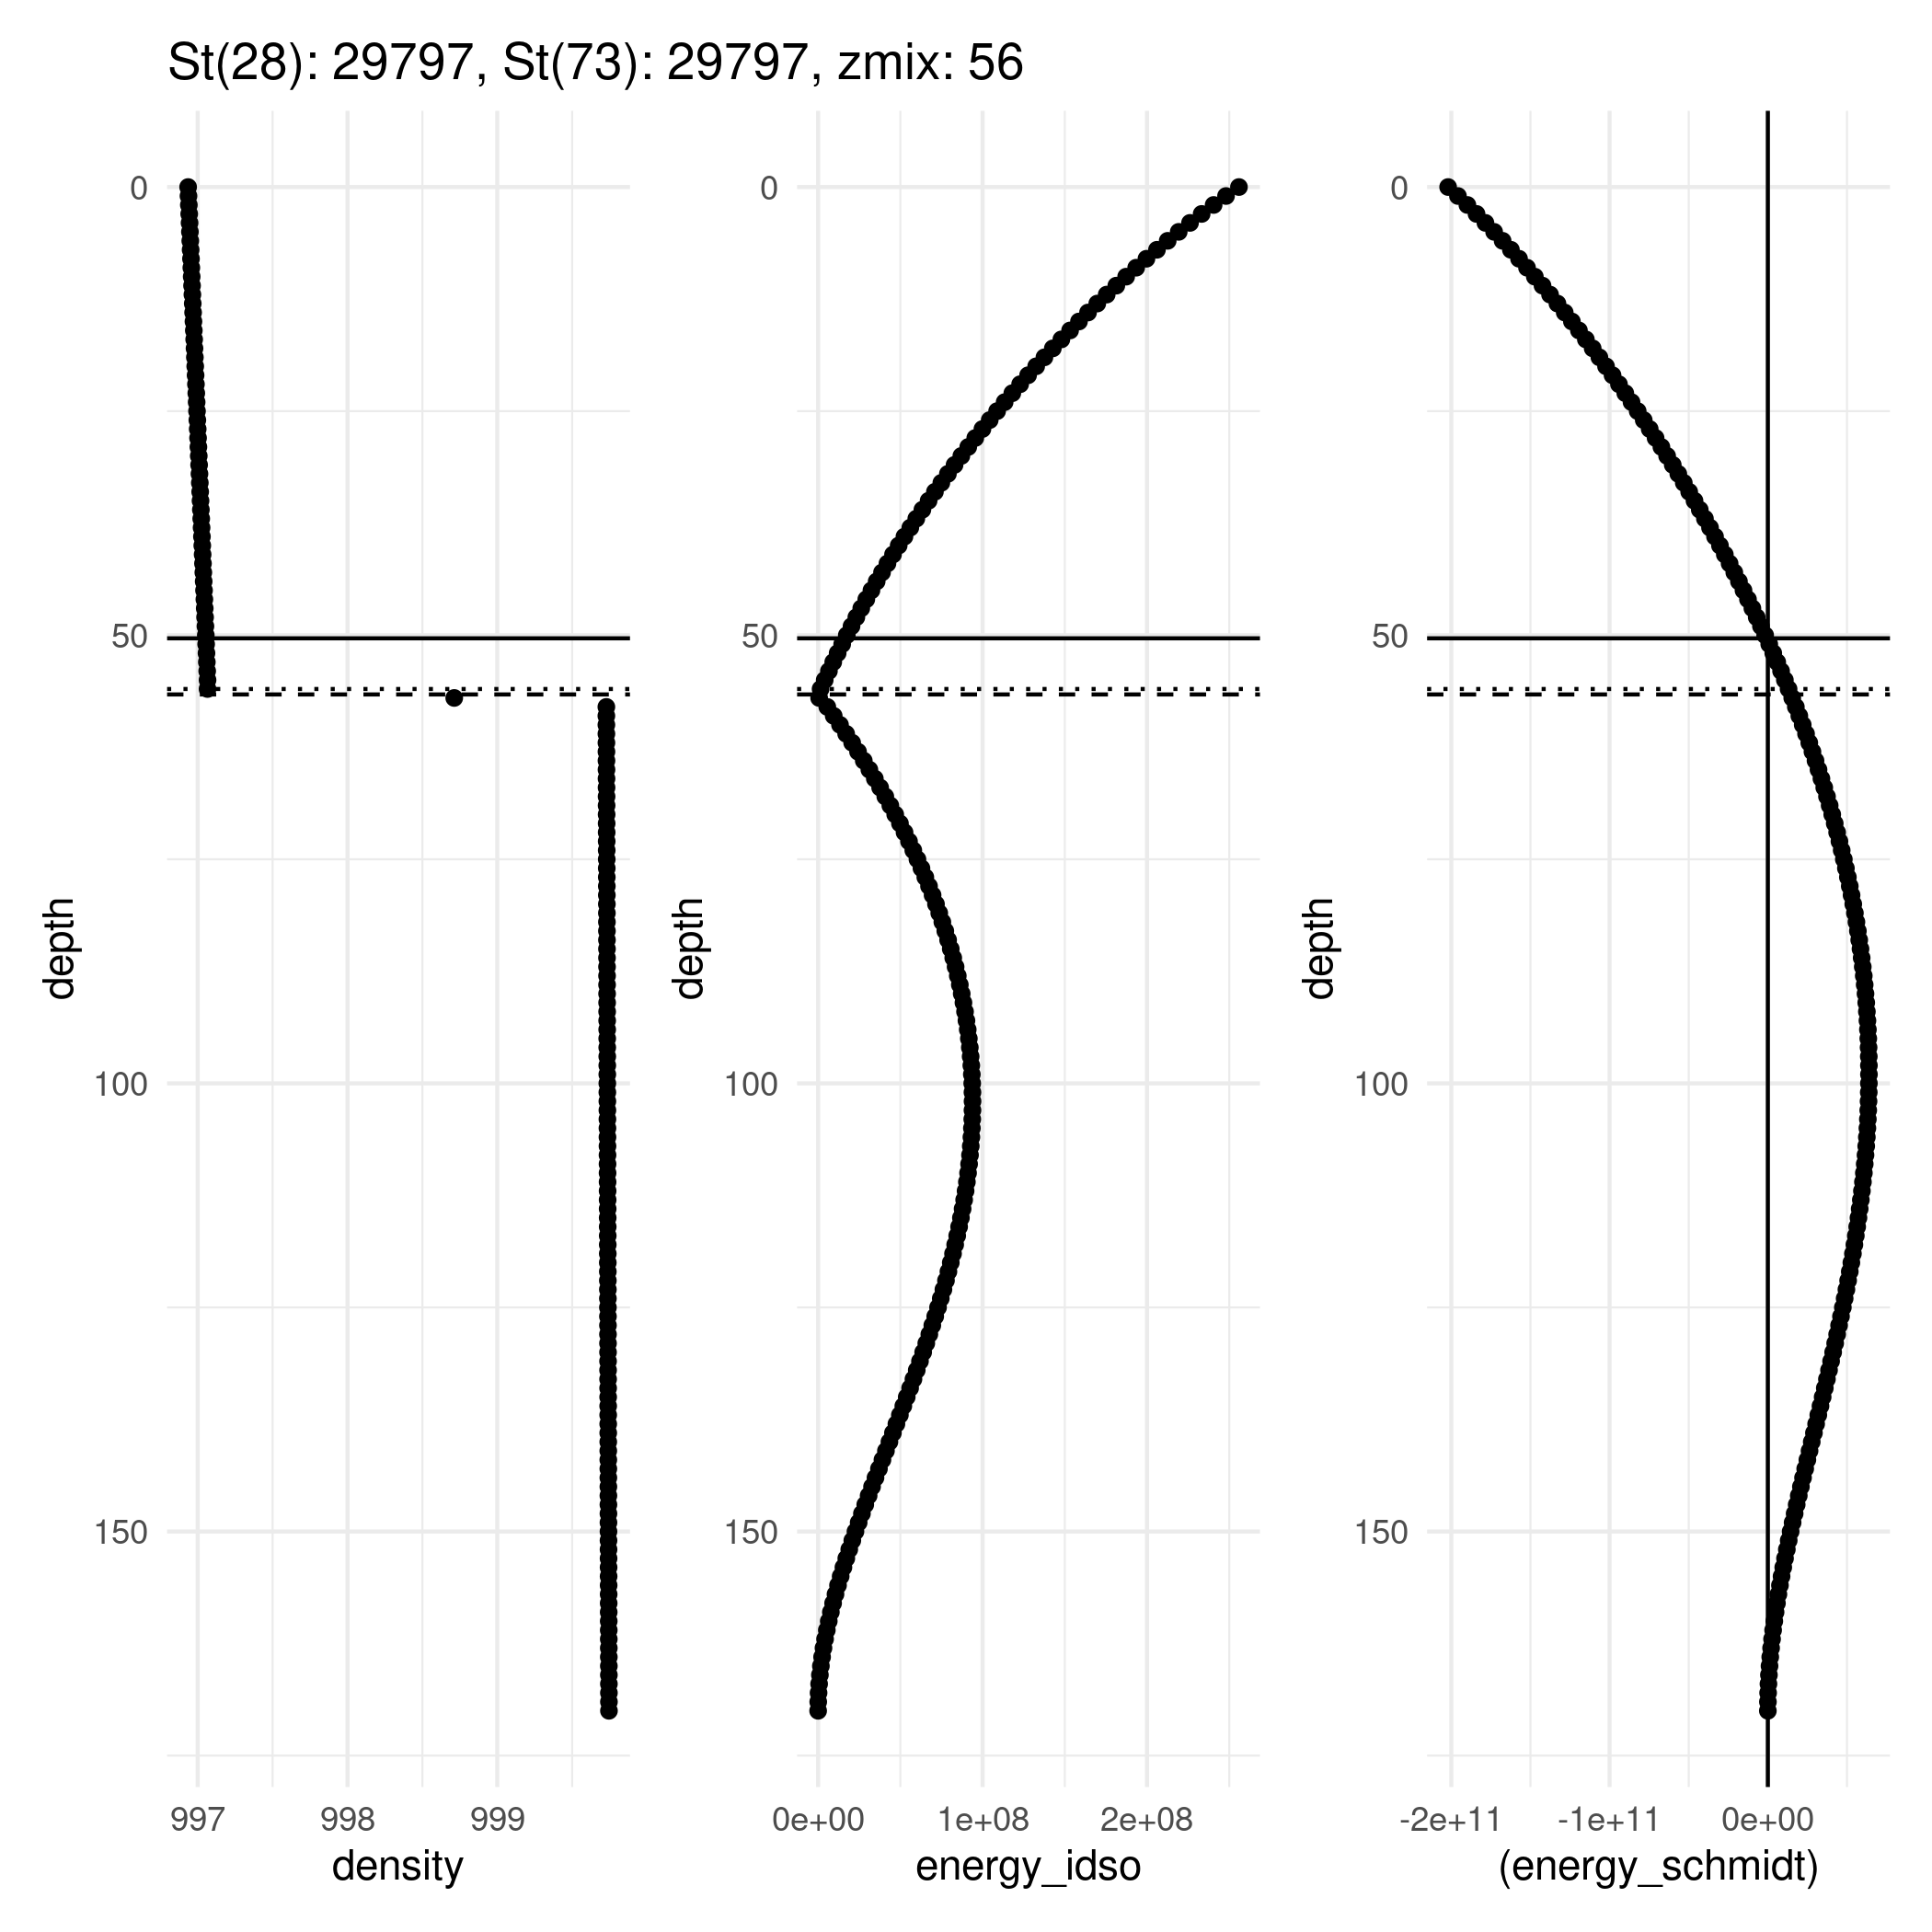 St(28): 29797, St(73): 29797, zmix: 56
0
50
100
150
depth
997 998 999
density
0
50
100
150
depth
0e+00 1e+08 2e+08
energy_idso
0
50
100
150
depth
-2e+11 -1e+11 0e+00
(energy_schmidt)